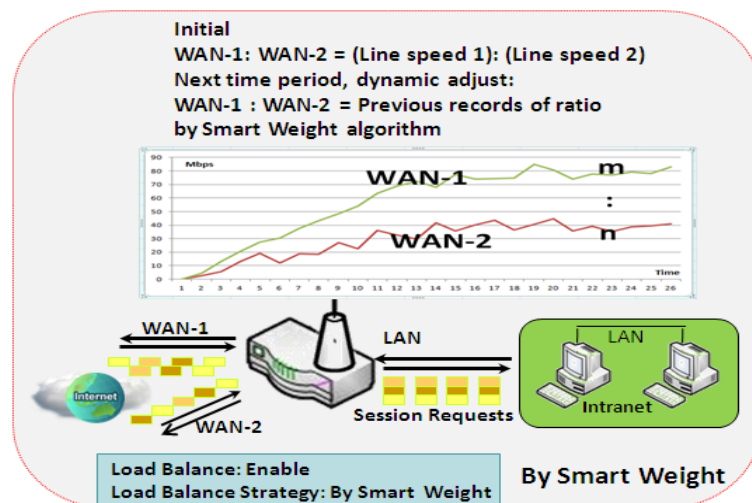 Initial
WAN-1: WAN-2 = (Line speed 1): (Line speed 2)
Next time period, dynamic adjust:
WAN-1 : WAN-2 = Previous records of ratio
by Smart Weight algorithm
90
80
70
60
50
40
30
20
10
0
Mbps
WAN-1
m
:
WAN-2
n
Time
1 2 3 4 5 6 7 8 9 10 11 12 13 14 15 16 17 18 19 20 21 22 23 24 25 26
WAN-1
LAN
LAN
Internet
Session Requests
Intranet
WAN-2
Load Balance: Enable
Load Balance Strategy: By Smart Weight
By Smart Weight